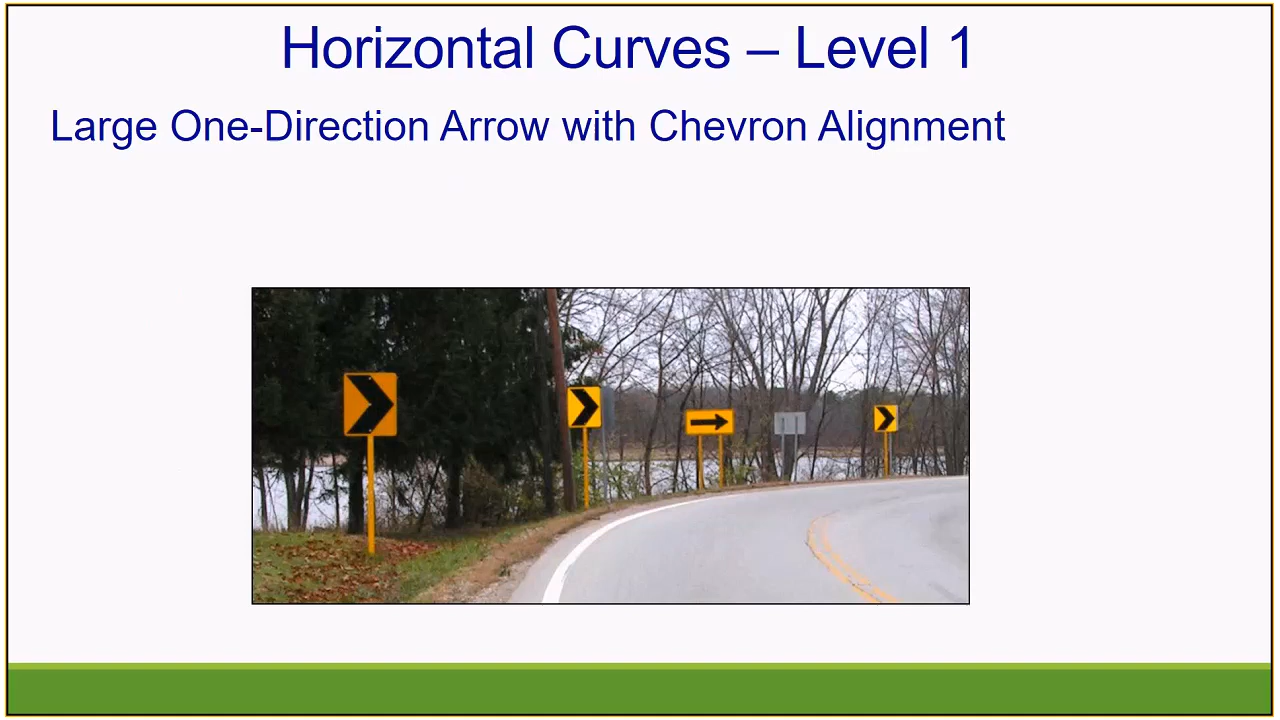 Horizontal Curves – Level 1
Large One-Direction Arrow with Chevron Alignment